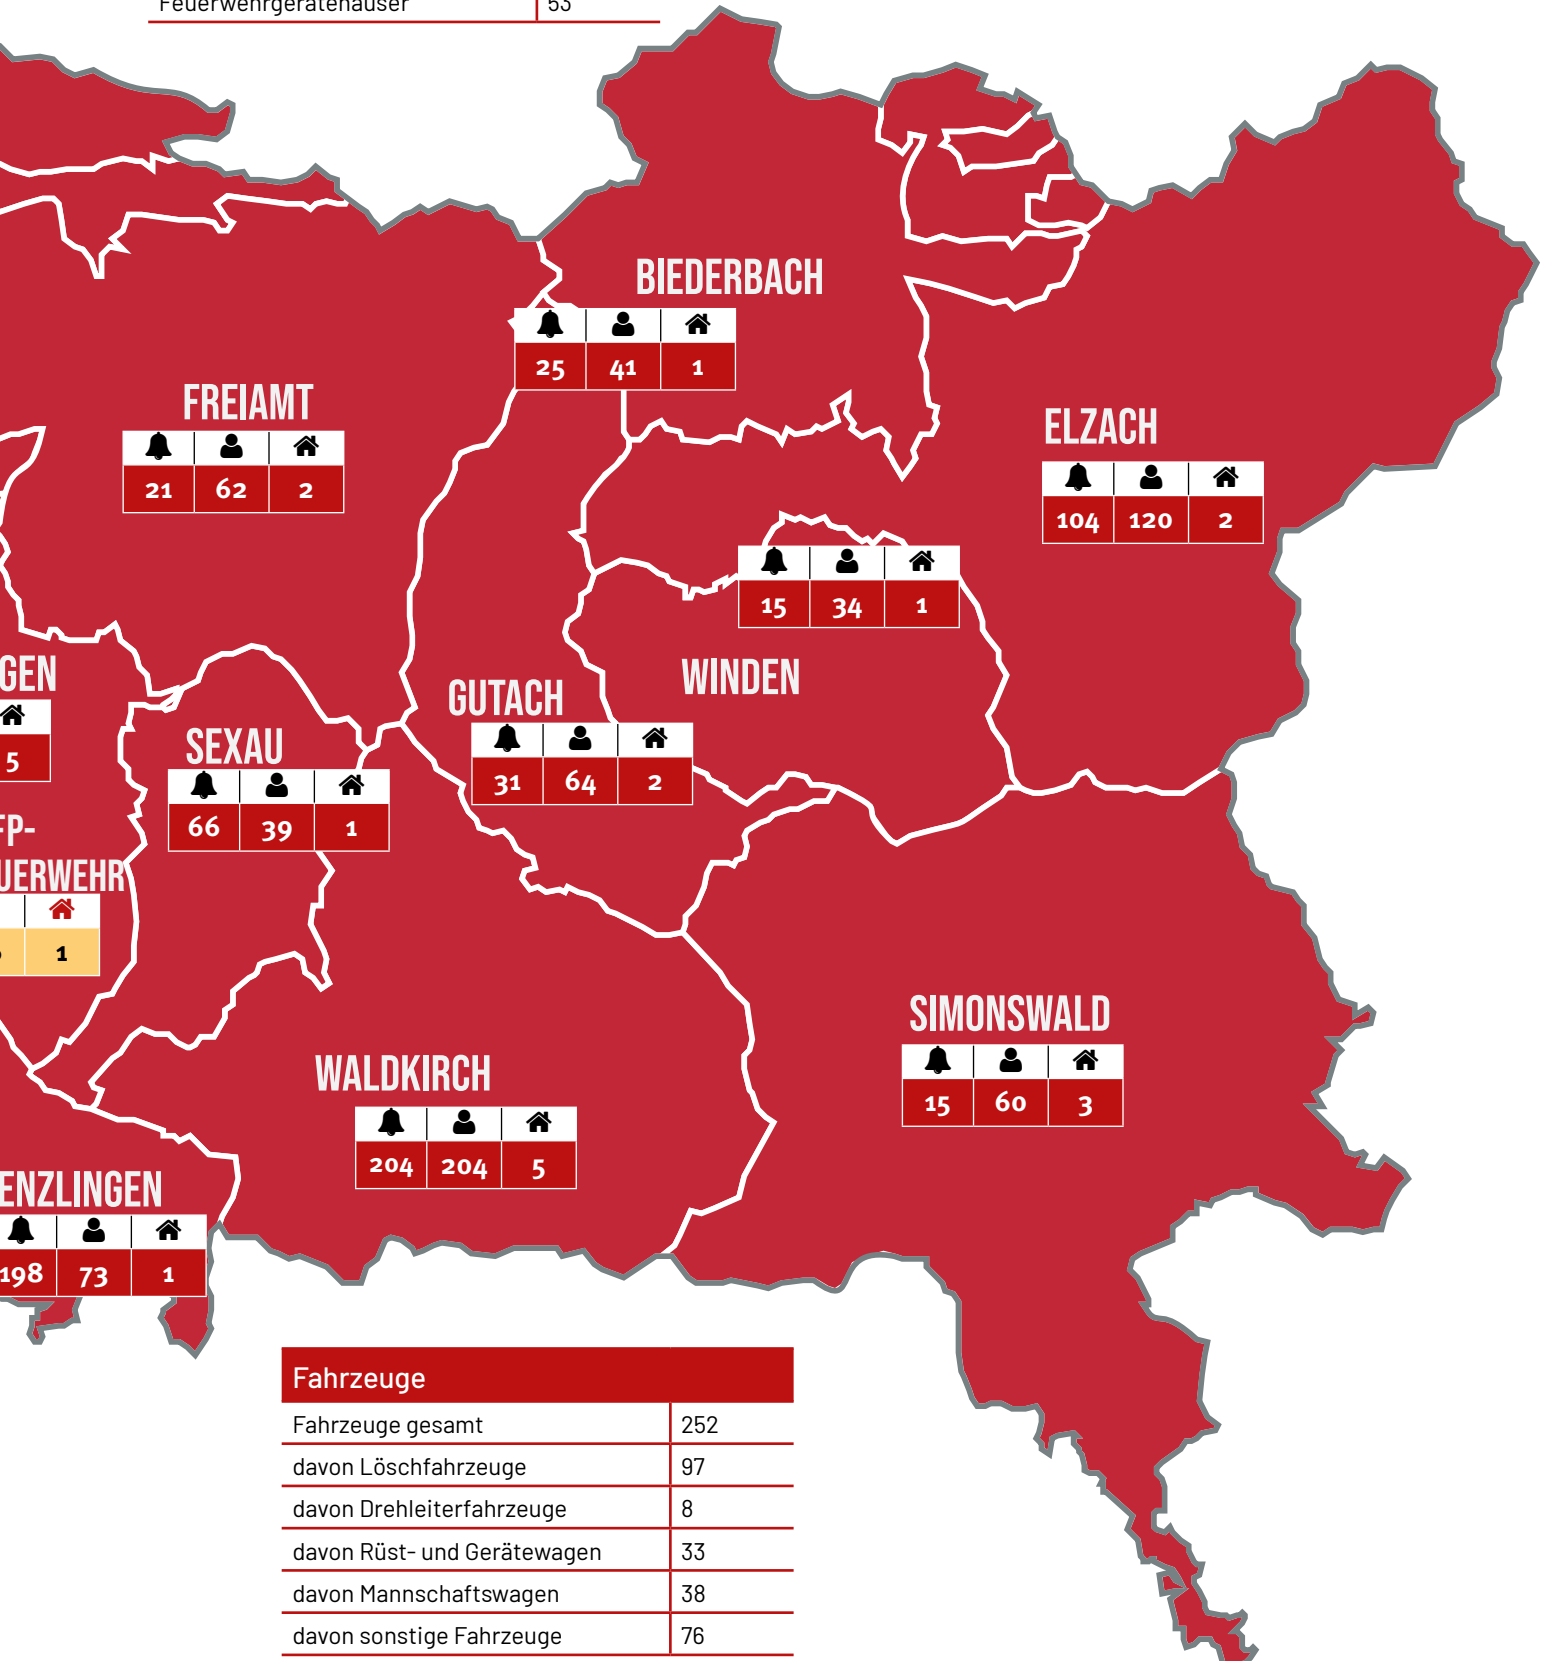 Feuerwehrgerätehäuser 53
BIEDERBACH
25 41 1
FREIAMT
21 62 2
ELZACH
104 120 2
15 34 1
WINDEN
GEN
5
GUTACH
31 64 2
SEXAU
66 39 1
FP-
UERWEHR
1
SIMONSWALD
15 60 3
WALDKIRCH
204 204 5
ENZLINGEN
198 73 1
Fahrzeuge
Fahrzeuge gesamt 252
davon Löschfahrzeuge 97
davon Drehleiterfahrzeuge 8
davon Rüst- und Gerätewagen 33
davon Mannschaftswagen 38
davon sonstige Fahrzeuge 76